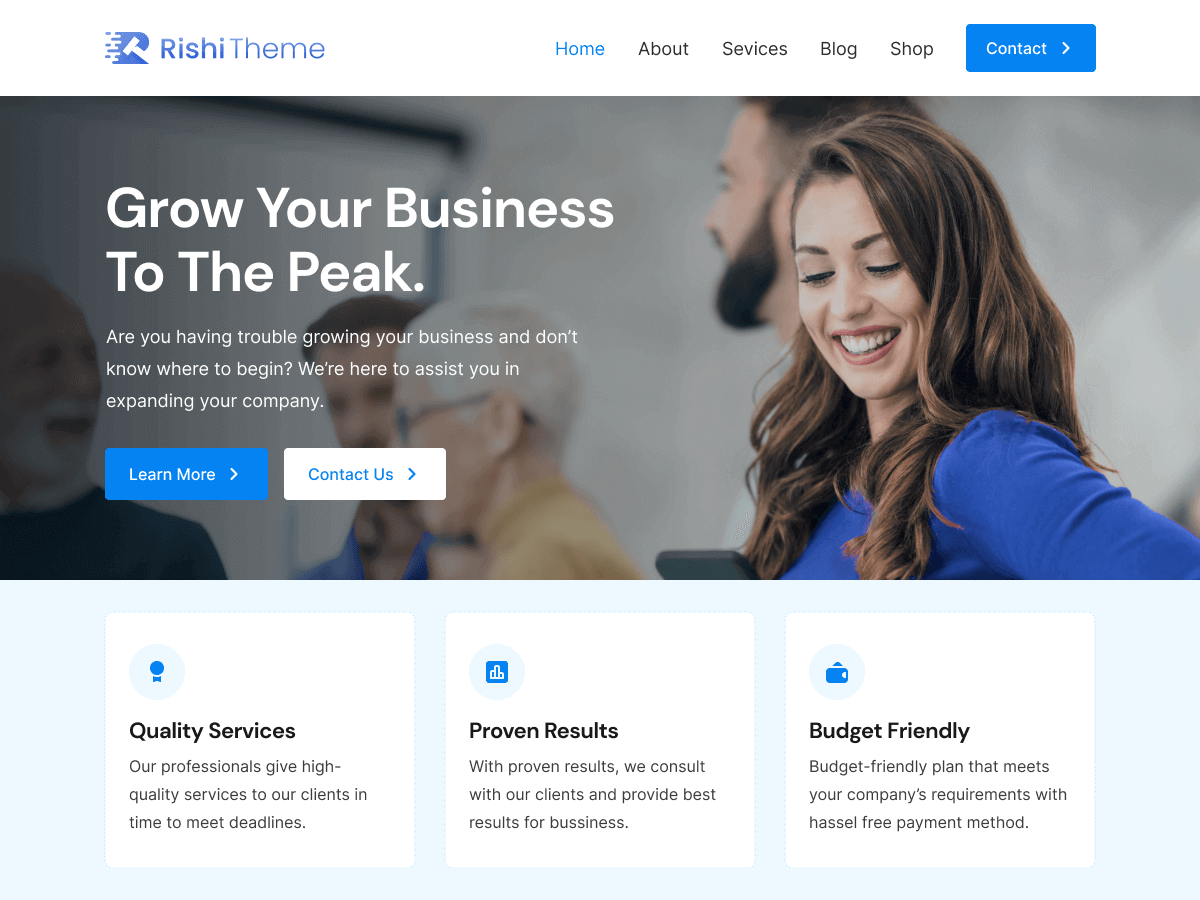 RishiTheme
Home
About
Sevices
Blog
Shop
Contact
Grow Your Business
To The Peak.
Are you having trouble growing your business and don’t
know where to begin? We’re here to assist you in
expanding your company.
Learn More
Contact Us
Quality Services
Our professionals give high-
quality services to our clients in
time to meet deadlines.
Proven Results
With proven results, we consult
with our clients and provide best
results for bussiness.
Budget Friendly
Budget-friendly plan that meets
your company’s requirements with
hassel free payment method.